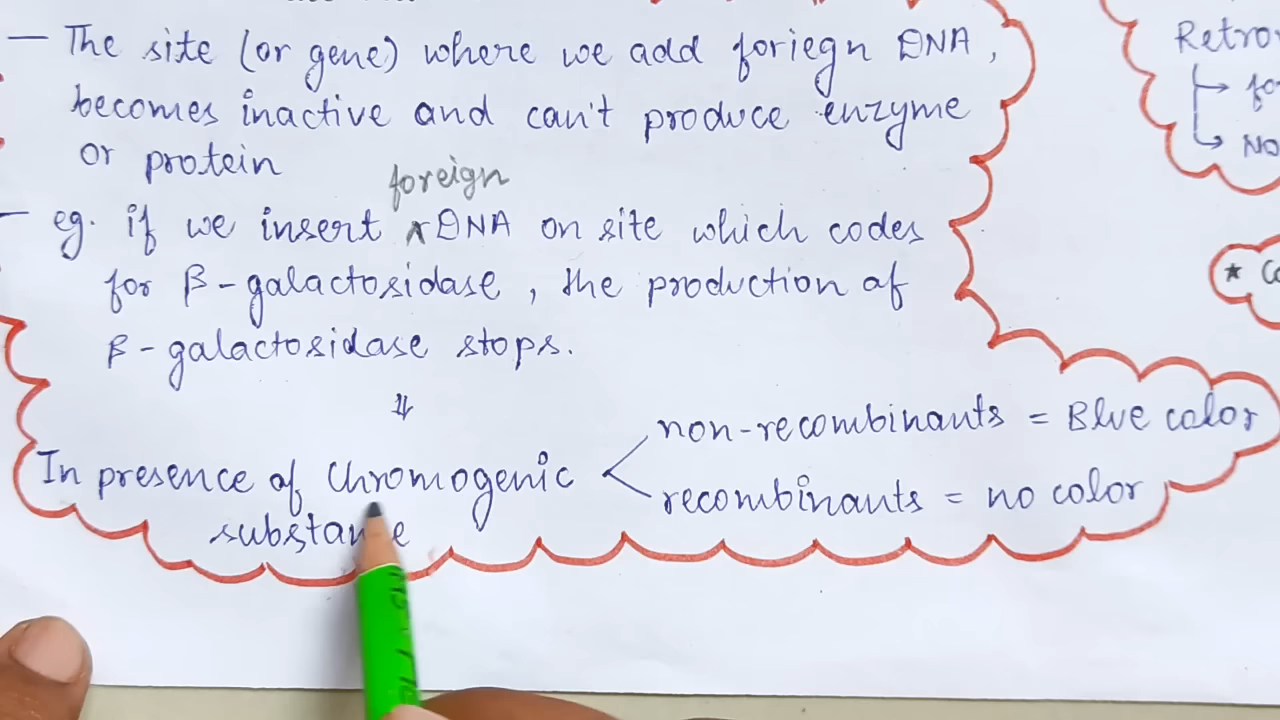 — The site (or gene) where we add foriegn DNA,
becomes inactive and can't produce enzyme
or protein
foreign
- eg. if we insert DNA on site which codes
for β-galactosidase, the production of
β-galactosidase stops.
⇓
In presence of Chromogenic
substance
non-recombinants = Blue color
recombinants = no color
Retro
↳ No
★